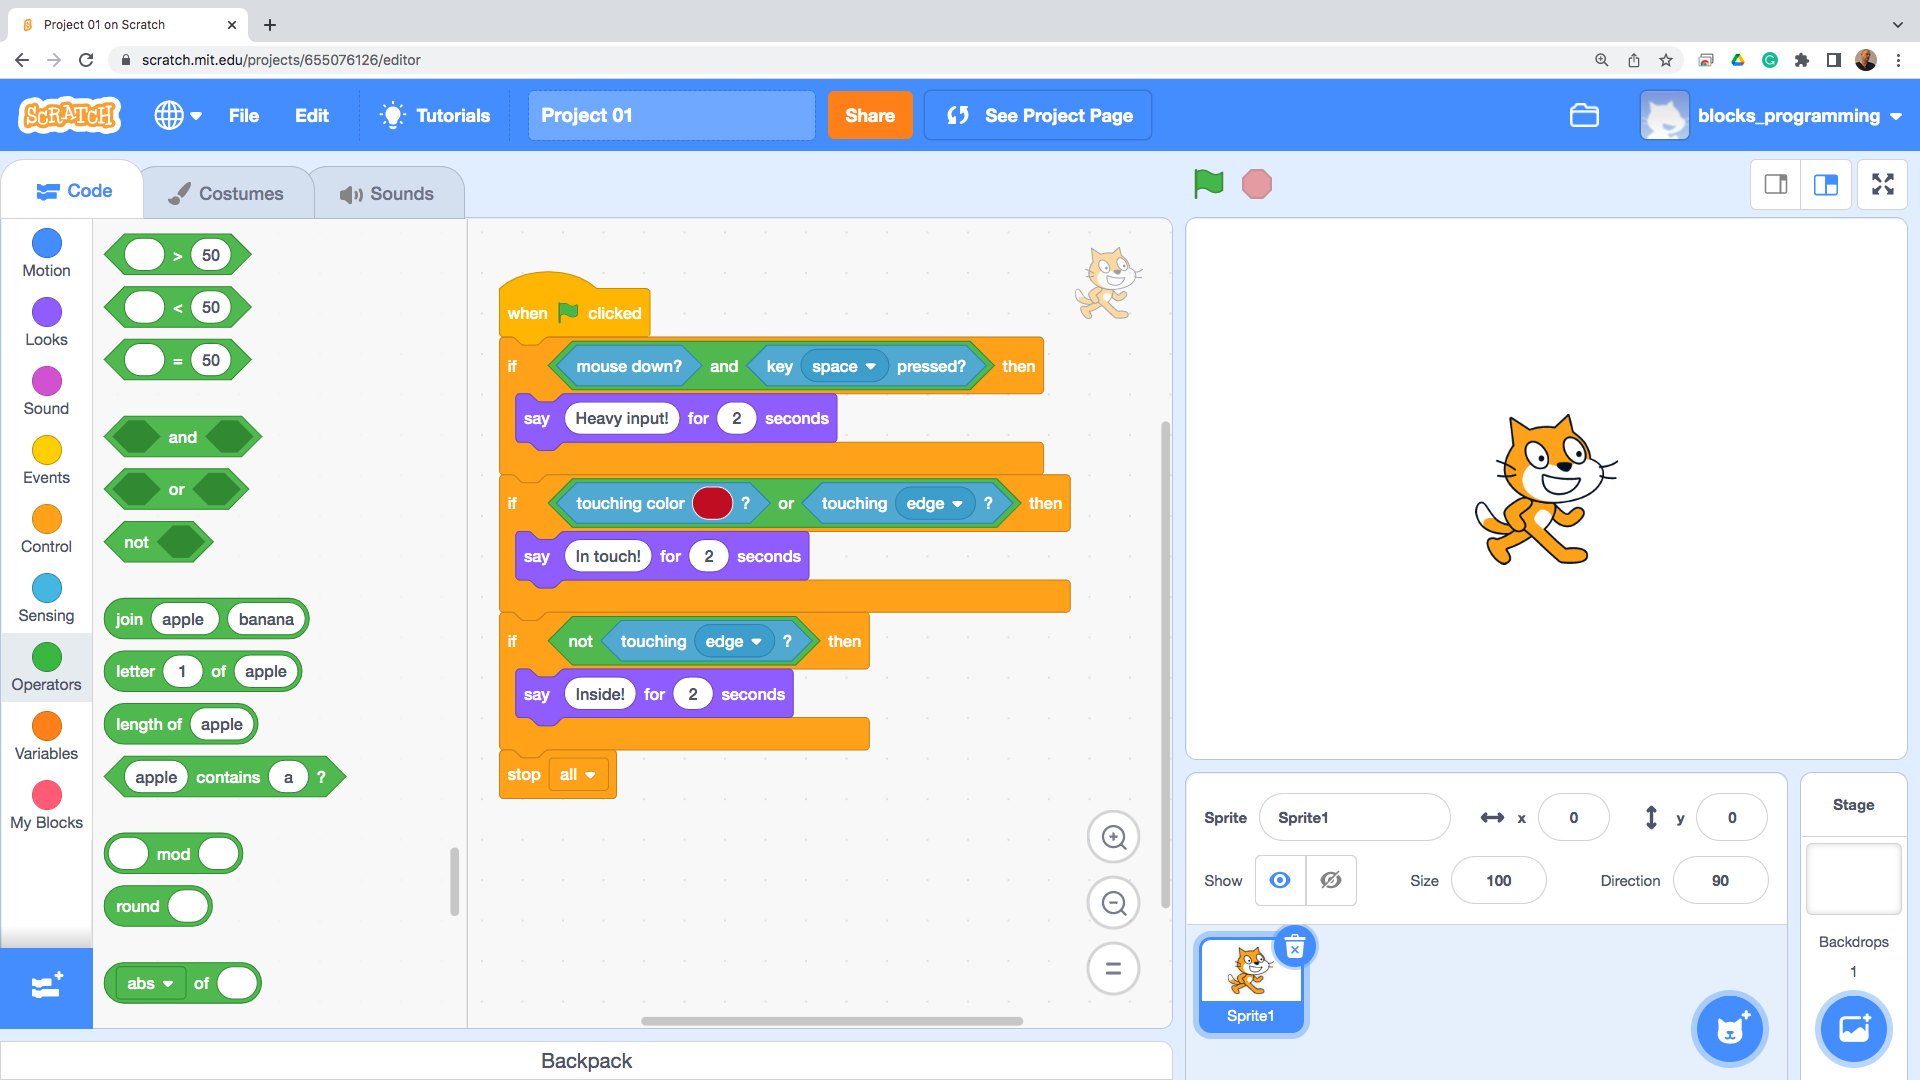 Project 01 on Scratch
scratch.mit.edu/projects/655076126/editor
SCRATCH
File
Edit
Tutorials
Project 01
Share
See Project Page
blocks_programming
Code
Costumes
Sounds
Motion
Looks
Sound
Events
Control
Sensing
Operators
Variables
My Blocks
> 50
< 50
= 50
and
or
not
join apple banana
letter 1 of apple
length of apple
apple contains a ?
mod
round
abs of
when clicked
if mouse down? and key space pressed? then
say Heavy input! for 2 seconds
if touching color ? or touching edge ? then
say In touch! for 2 seconds
if not touching edge ? then
say Inside! for 2 seconds
stop all
Backpack
Sprite Sprite1 x 0 y 0
Show Size 100 Direction 90
Sprite1
Stage
Backdrops
1